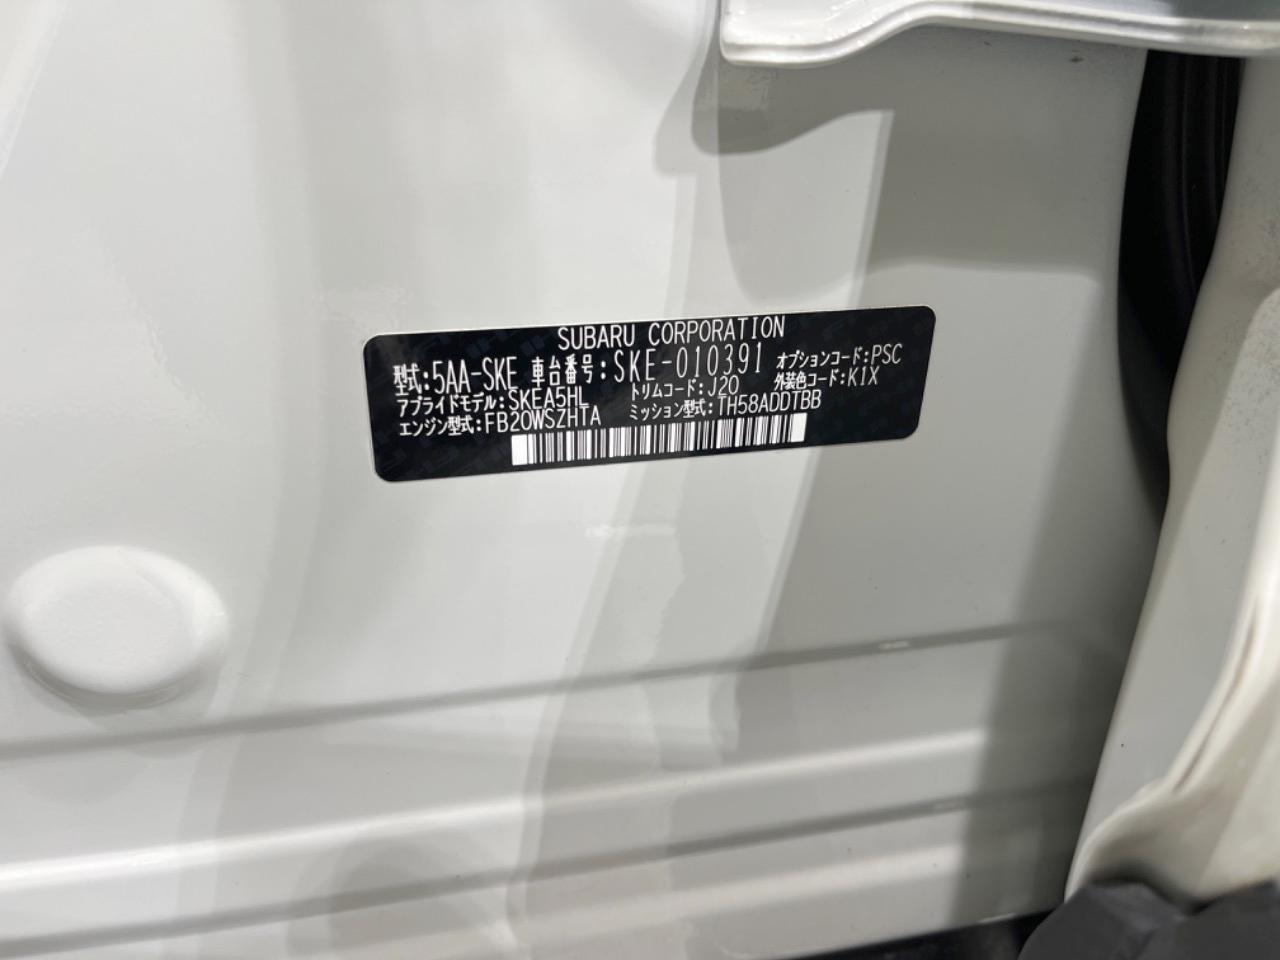 SUBARU CORPORATION
型式:5AA-SKE 車台番号:SKE-010391 オプションコード:PSC
アプライドモデル:SKEA5HL トリムコード:J20 外装色コード:K1X
エンジン型式:FB20WSZHTA ミッション型式:TH58ADDTBB